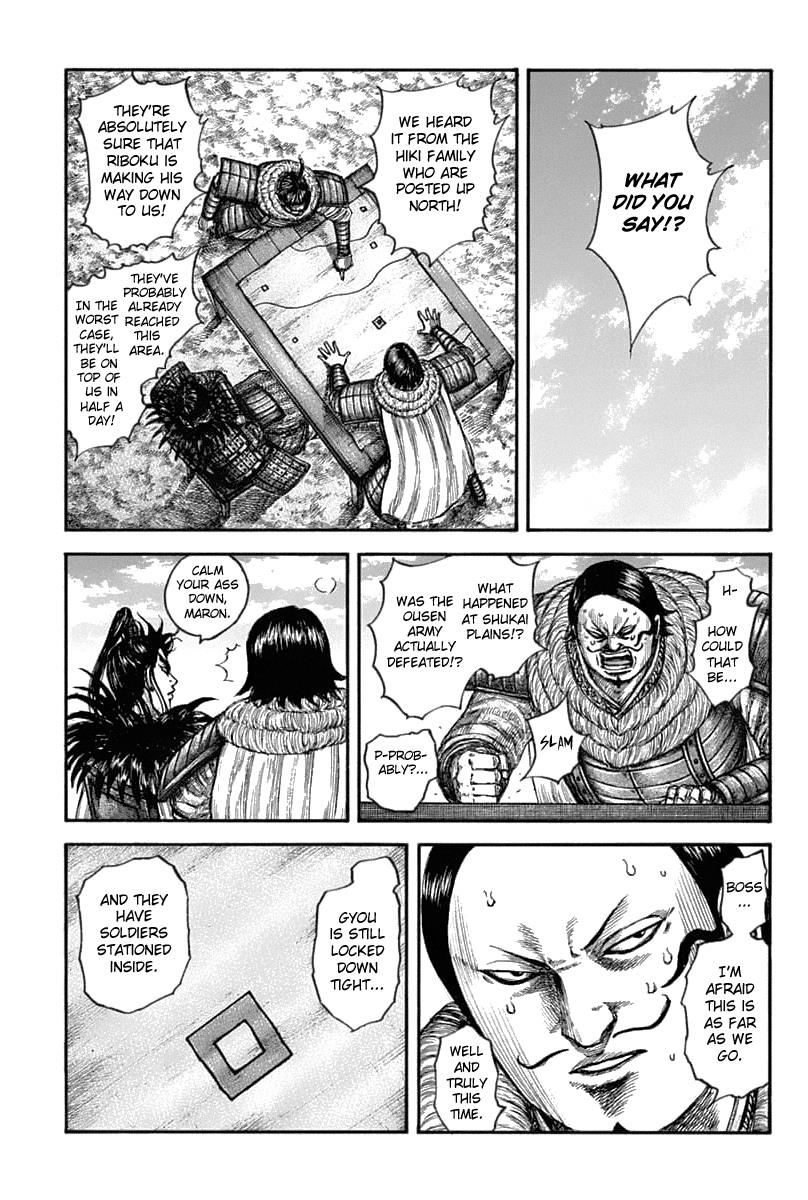 WHAT
DID YOU
SAY!?
WE HEARD
IT FROM THE
HIKI FAMILY
WHO ARE
POSTED UP
NORTH!
THEY'RE
ABSOLUTELY
SURE THAT
RIBOKU IS
MAKING HIS
WAY DOWN
TO US!
THEY'VE
PROBABLY
ALREADY
REACHED
THIS
AREA.
IN THE
WORST
CASE,
THEY'LL
BE ON
TOP OF
US IN
HALF A
DAY!
H-
HOW
COULD
THAT
BE...
WHAT
HAPPENED
AT SHUKAI
PLAINS!?
WAS THE
OUSEN
ARMY
ACTUALLY
DEFEATED!?
SLAM
P-PROB-
ABLY?...
CALM
YOUR ASS
DOWN,
MARON.
BOSS
...
I'M
AFRAID
THIS IS
AS FAR
AS WE
GO.
WELL
AND
TRULY
THIS
TIME.
GYOU
IS STILL
LOCKED
DOWN
TIGHT...
AND THEY
HAVE
SOLDIERS
STATIONED
INSIDE.